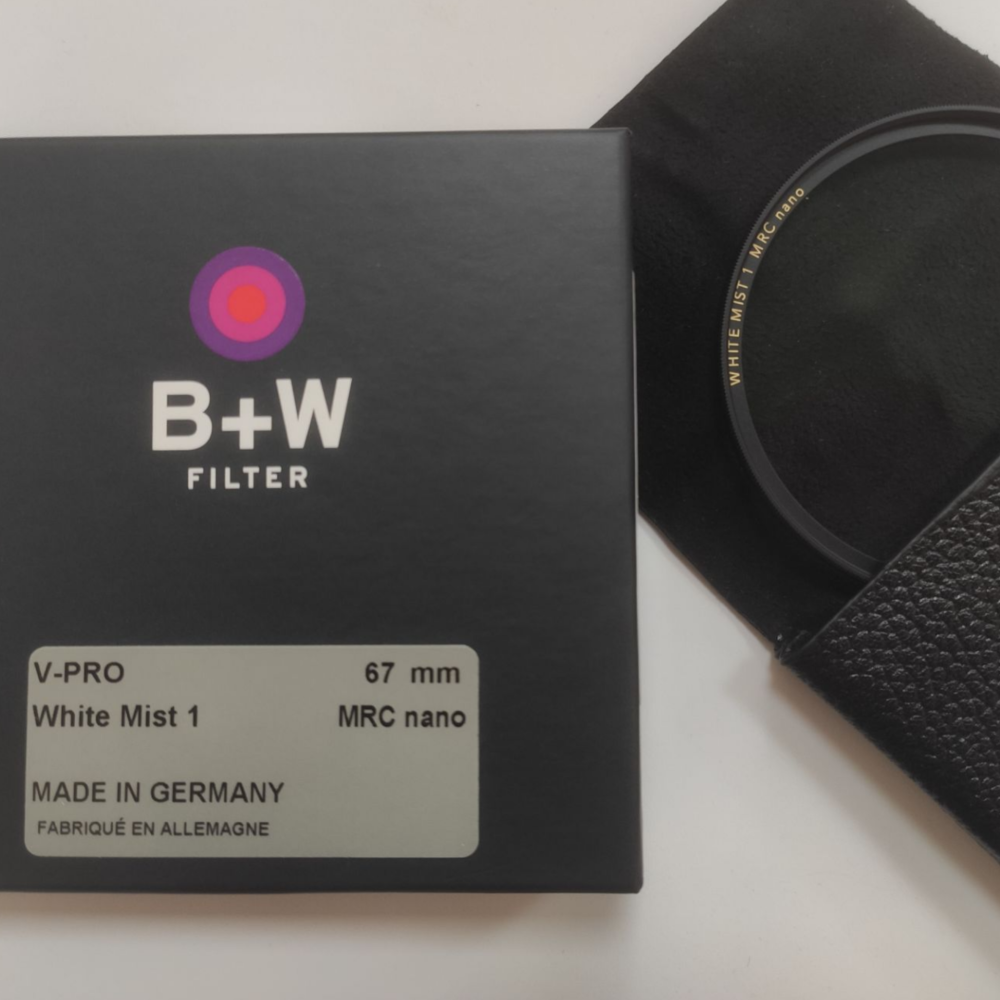 B+W
FILTER
V-PRO 67 mm
White Mist 1 MRC nano
MADE IN GERMANY
FABRIQUÉ EN ALLEMAGNE
WHITE MIST 1 MRC nano